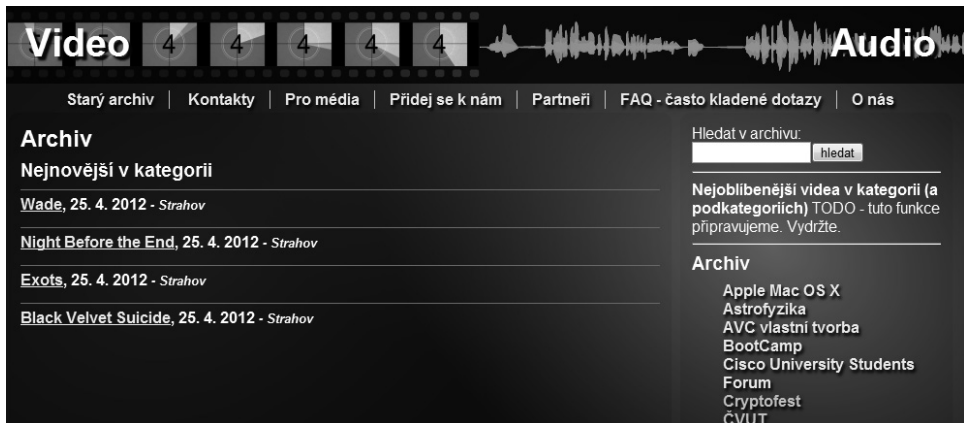 Video 4 4 4 4 4 Audio
Starý archiv | Kontakty | Pro média | Přidej se k nám | Partneři | FAQ - často kladené dotazy | O nás
Archiv
Nejnovější v kategorii
Wade, 25. 4. 2012 - Strahov
Night Before the End, 25. 4. 2012 - Strahov
Exots, 25. 4. 2012 - Strahov
Black Velvet Suicide, 25. 4. 2012 - Strahov
Hledat v archivu:
hledat
Nejoblíbenější videa v kategorii (a
podkategoriích) TODO - tuto funkce
připravujeme. Vydržte.
Archiv
Apple Mac OS X
Astrofyzika
AVC vlastní tvorba
BootCamp
Cisco University Students
Forum
Cryptofest
ČVUT